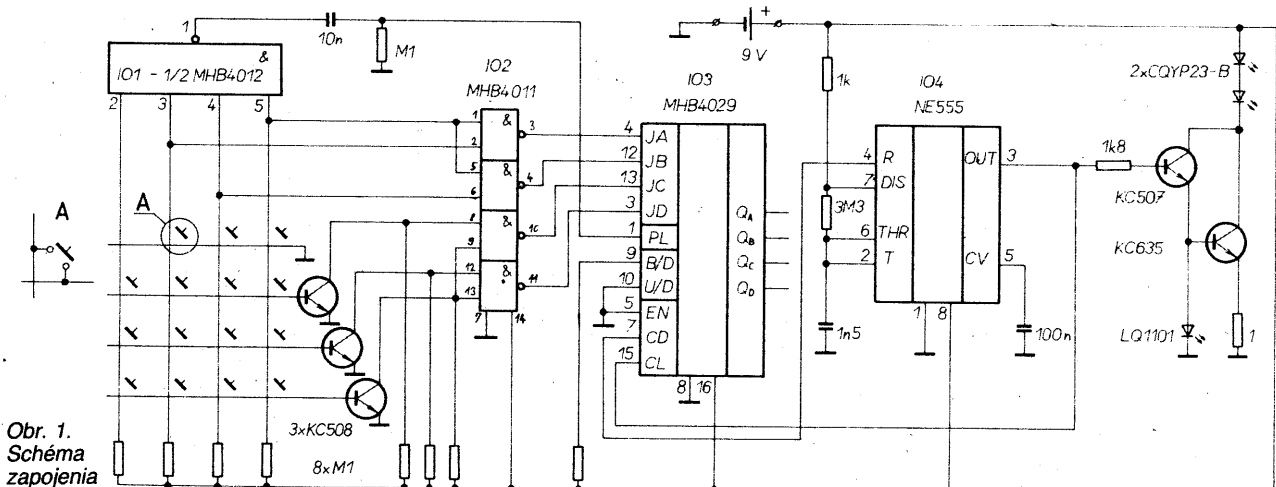 1
&
IO1 - 1/2 MHB4012
2 3 4 5
10n
M1
IO2
MHB4011
1 & 3
2
5 & 4
6
8 & 10
9
12 & 11
13
7 14
A
A
3xKC508
8xM1
+
9 V
IO3
MHB4029
4 JA
12 JB
13 JC
3 JD
1 PL
9 B/D
10 U/D
5 EN
7 CD
15 CL
QA
QB
QC
QD
8 16
1k
3M3
1n5
IO4
NE555
4 R OUT 3
7 DIS
6 THR
2 T CV 5
1 8
100n
1k8
2xCQYP23-B
KC507
KC635
LQ1101
1
Obr. 1.
Schéma
zapojenia